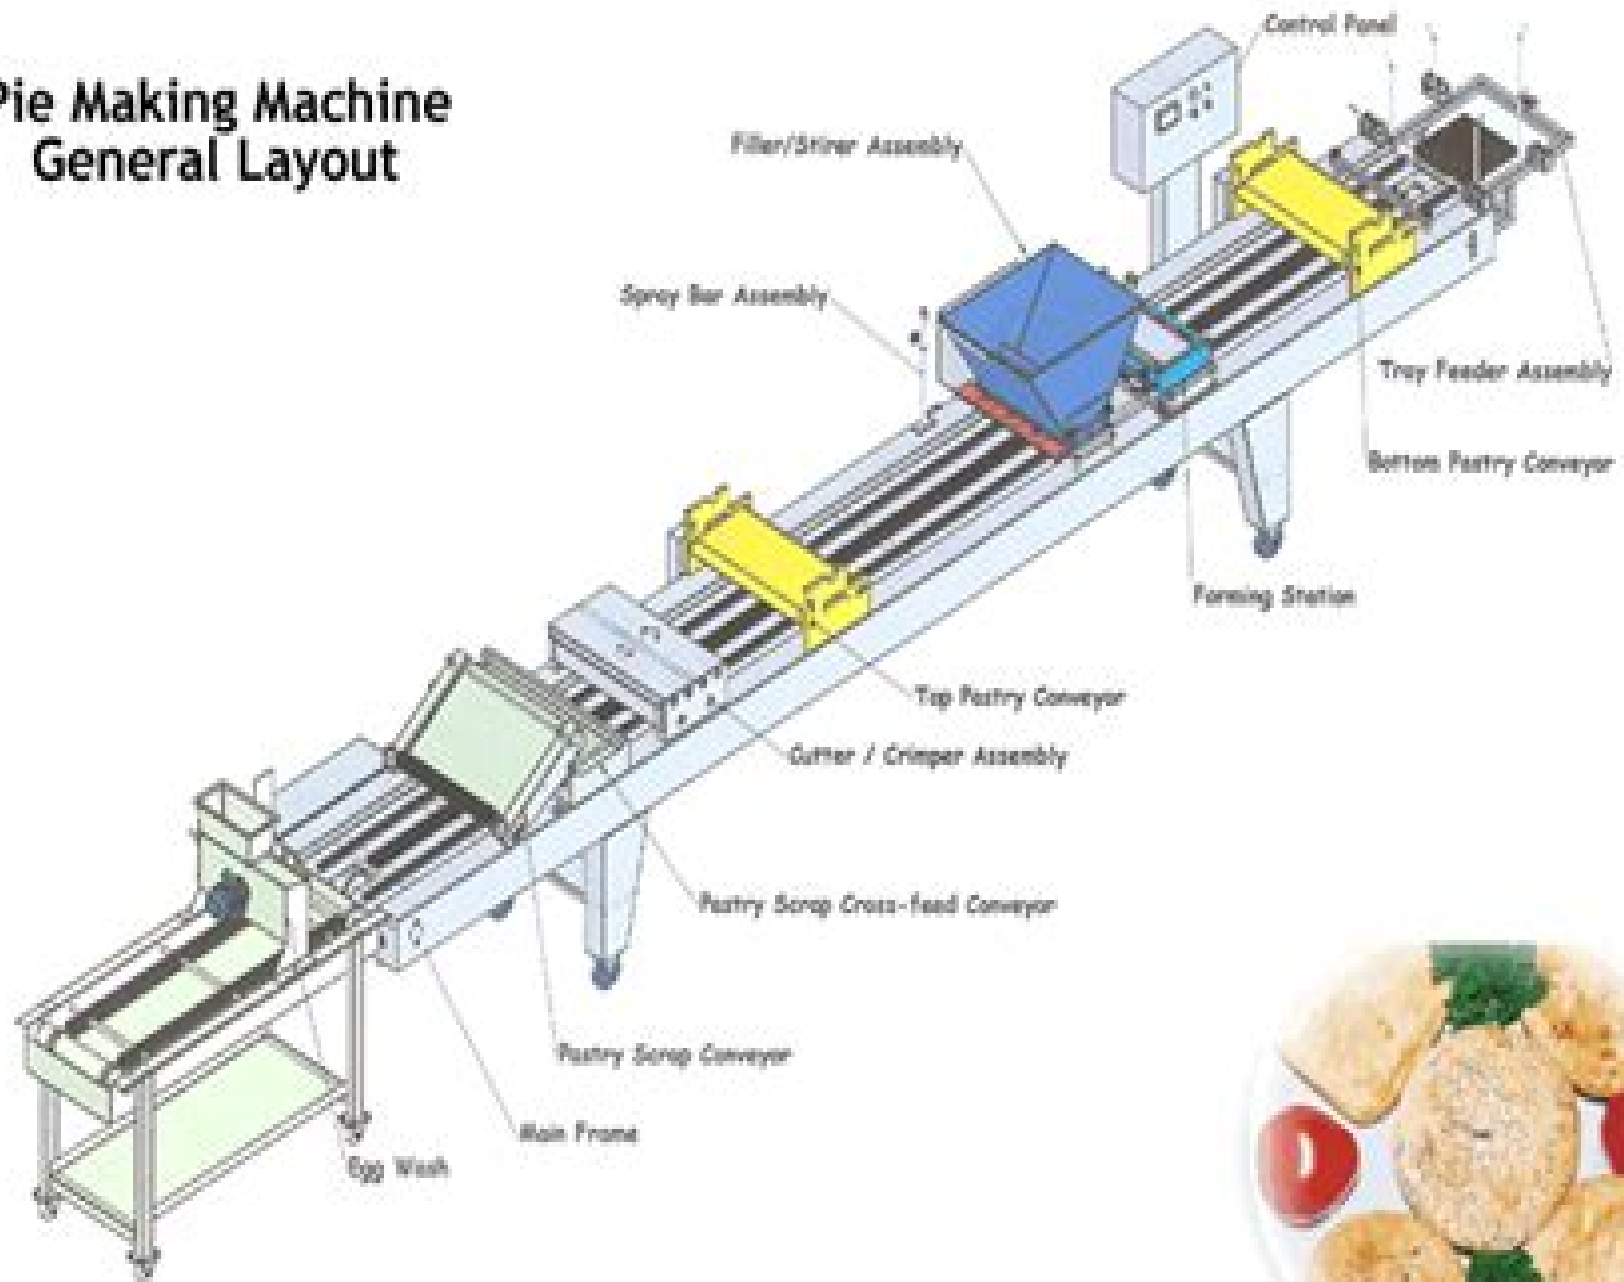 Pie Making Machine
General Layout
Control Panel
Filler/Stirer Assembly
Spray Bar Assembly
Tray Feeder Assembly
Bottom Pastry Conveyor
Forming Station
Top Pastry Conveyor
Cutter / Crimper Assembly
Pastry Scrap Cross-feed Conveyor
Pastry Scrap Conveyor
Main Frame
Egg Wash